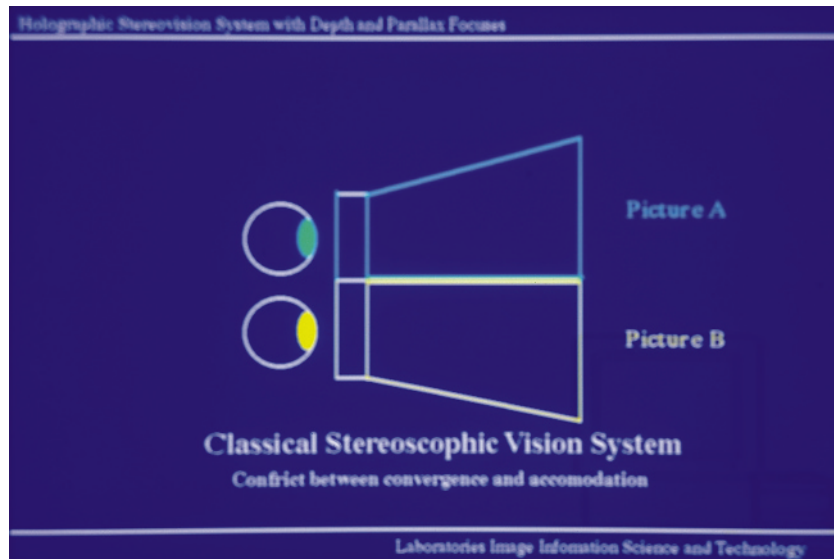 Holographic Stereovision System with Depth and Parallax Focuses
Picture A
Picture B
Classical Stereoscophic Vision System
Confrict between convergence and accomodation
Laboratories Image Infomation Science and Technology